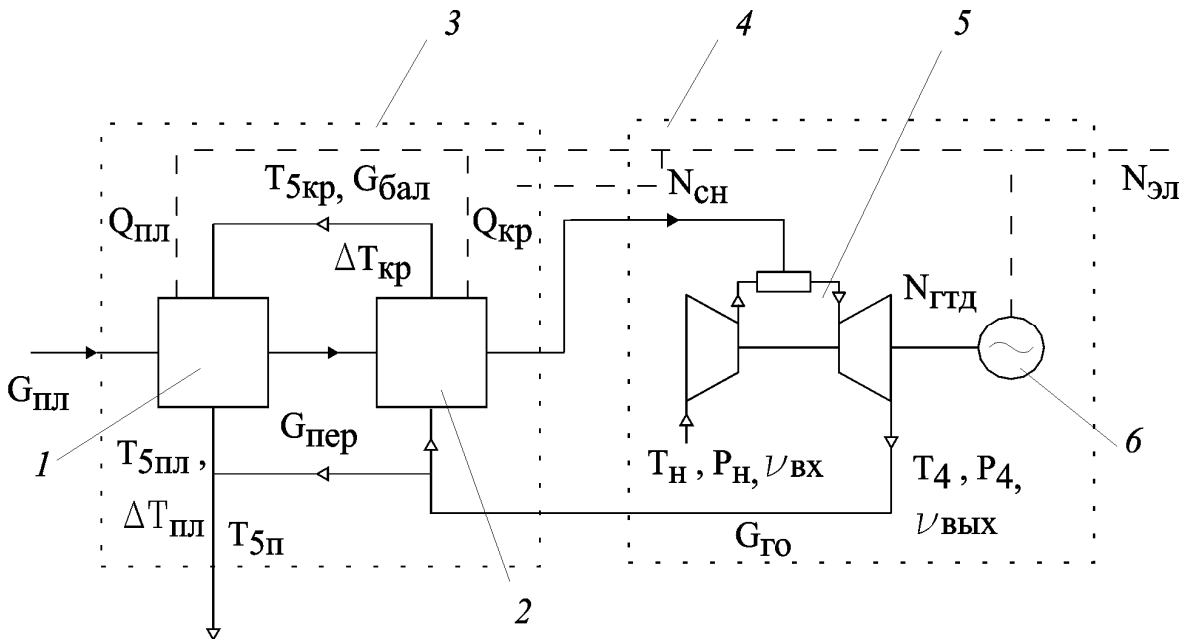 3
4
5
T5кр, Gбал
Nсн
Nэл
Qпл
Qкр
ΔTкр
Nгтд
Gпл
1
Gпер
6
T5пл ,
Tн , Pн, νвх
T4 , P4,
ΔTпл
T5п
Gго
νвых
2